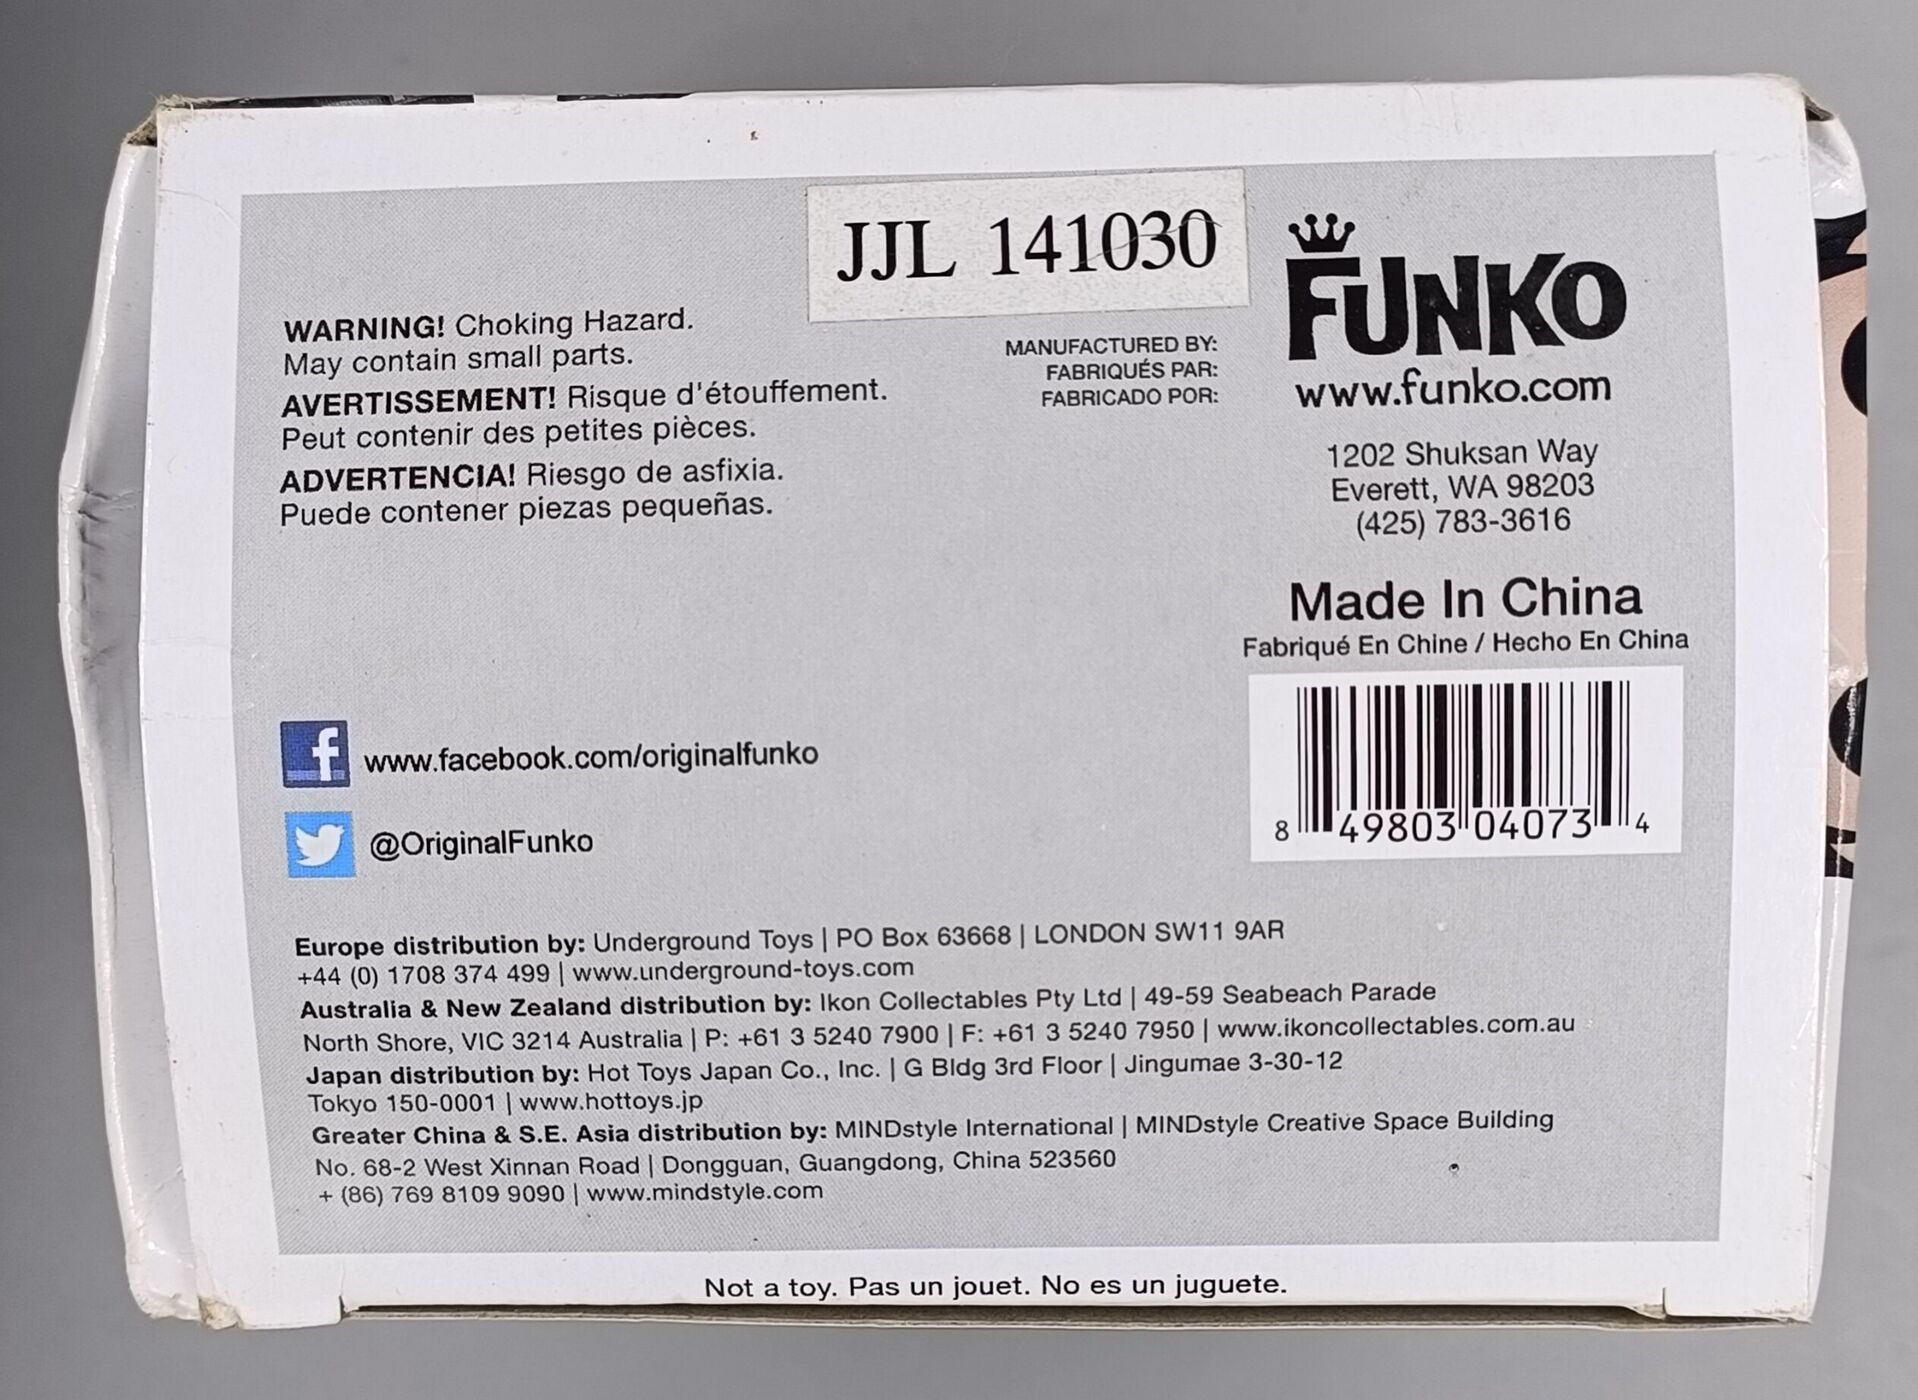 JJL 141030
WARNING! Choking Hazard.
May contain small parts.
AVERTISSEMENT! Risque d'étouffement.
Peut contenir des petites pièces.
ADVERTENCIA! Riesgo de asfixia.
Puede contener piezas pequeñas.
MANUFACTURED BY:
FABRIQUÉS PAR:
FABRICADO POR:
FUNKO
www.funko.com
1202 Shuksan Way
Everett, WA 98203
(425) 783-3616
Made In China
Fabriqué En Chine / Hecho En China
8 49803 04073 4
f www.facebook.com/originalfunko
@OriginalFunko
Europe distribution by: Underground Toys | PO Box 63668 | LONDON SW11 9AR
+44 (0) 1708 374 499 | www.underground-toys.com
Australia & New Zealand distribution by: Ikon Collectables Pty Ltd | 49-59 Seabeach Parade
North Shore, VIC 3214 Australia | P: +61 3 5240 7900 | F: +61 3 5240 7950 | www.ikoncollectables.com.au
Japan distribution by: Hot Toys Japan Co., Inc. | G Bldg 3rd Floor | Jingumae 3-30-12
Tokyo 150-0001 | www.hottoys.jp
Greater China & S.E. Asia distribution by: MINDstyle International | MINDstyle Creative Space Building
No. 68-2 West Xinnan Road | Dongguan, Guangdong, China 523560
+ (86) 769 8109 9090 | www.mindstyle.com
Not a toy. Pas un jouet. No es un juguete.